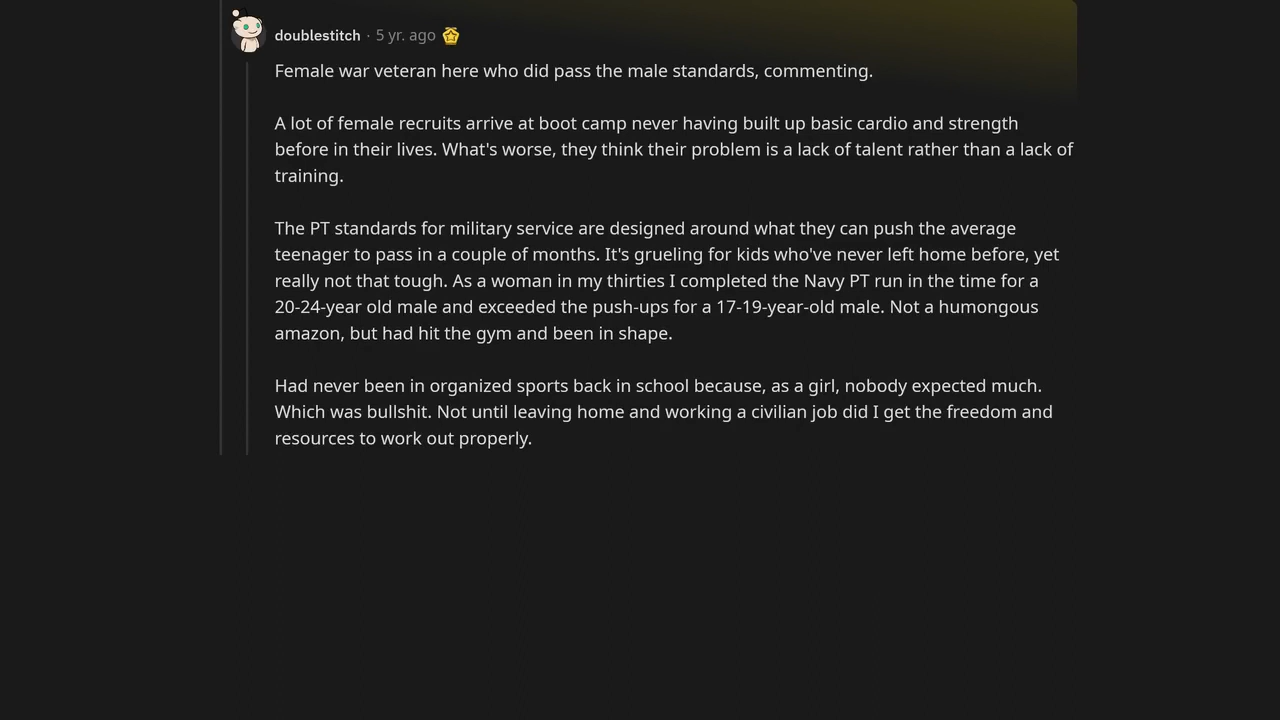 doublestitch · 5 yr. ago
Female war veteran here who did pass the male standards, commenting.
A lot of female recruits arrive at boot camp never having built up basic cardio and strength
before in their lives. What's worse, they think their problem is a lack of talent rather than a lack of
training.
The PT standards for military service are designed around what they can push the average
teenager to pass in a couple of months. It's grueling for kids who've never left home before, yet
really not that tough. As a woman in my thirties I completed the Navy PT run in the time for a
20-24-year old male and exceeded the push-ups for a 17-19-year-old male. Not a humongous
amazon, but had hit the gym and been in shape.
Had never been in organized sports back in school because, as a girl, nobody expected much.
Which was bullshit. Not until leaving home and working a civilian job did I get the freedom and
resources to work out properly.